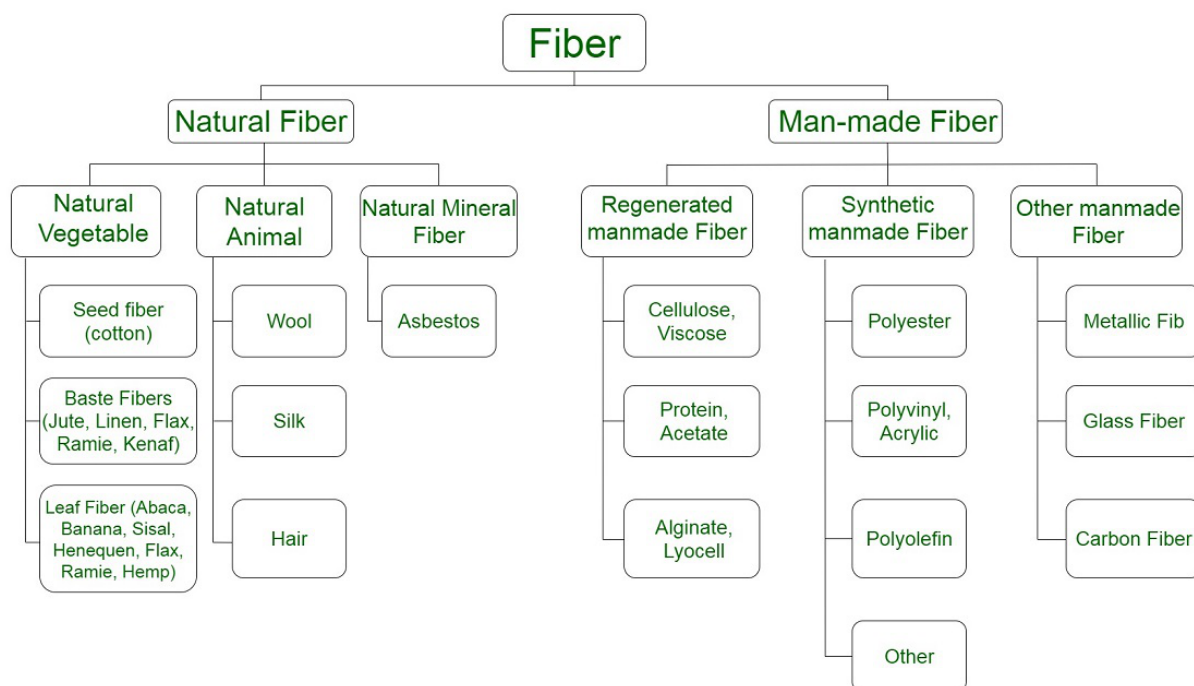 Fiber
Natural Fiber
Man-made Fiber
Natural
Vegetable
Natural
Animal
Natural Mineral
Fiber
Regenerated
manmade Fiber
Synthetic
manmade Fiber
Other manmade
Fiber
Seed fiber
(cotton)
Wool
Asbestos
Cellulose,
Viscose
Polyester
Metallic Fib
Baste Fibers
(Jute, Linen, Flax,
Ramie, Kenaf)
Silk
Protein,
Acetate
Polyvinyl,
Acrylic
Glass Fiber
Leaf Fiber (Abaca,
Banana, Sisal,
Henequen, Flax,
Ramie, Hemp)
Hair
Alginate,
Lyocell
Polyolefin
Carbon Fiber
Other